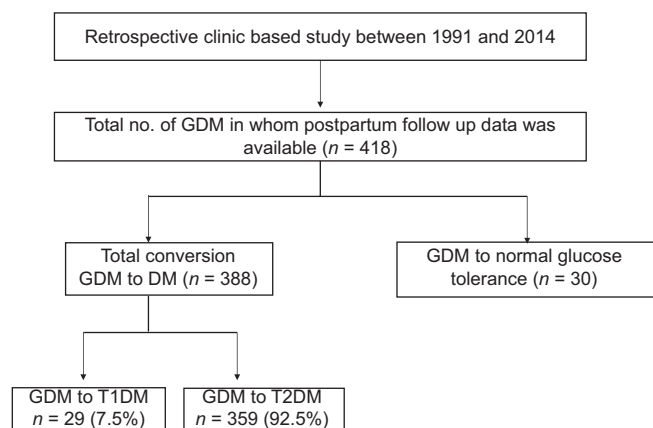 Retrospective clinic based study between 1991 and 2014
Total no. of GDM in whom postpartum follow up data was
available (n = 418)
Total conversion
GDM to DM (n = 388)
GDM to normal glucose
tolerance (n = 30)
GDM to T1DM
n = 29 (7.5%)
GDM to T2DM
n = 359 (92.5%)